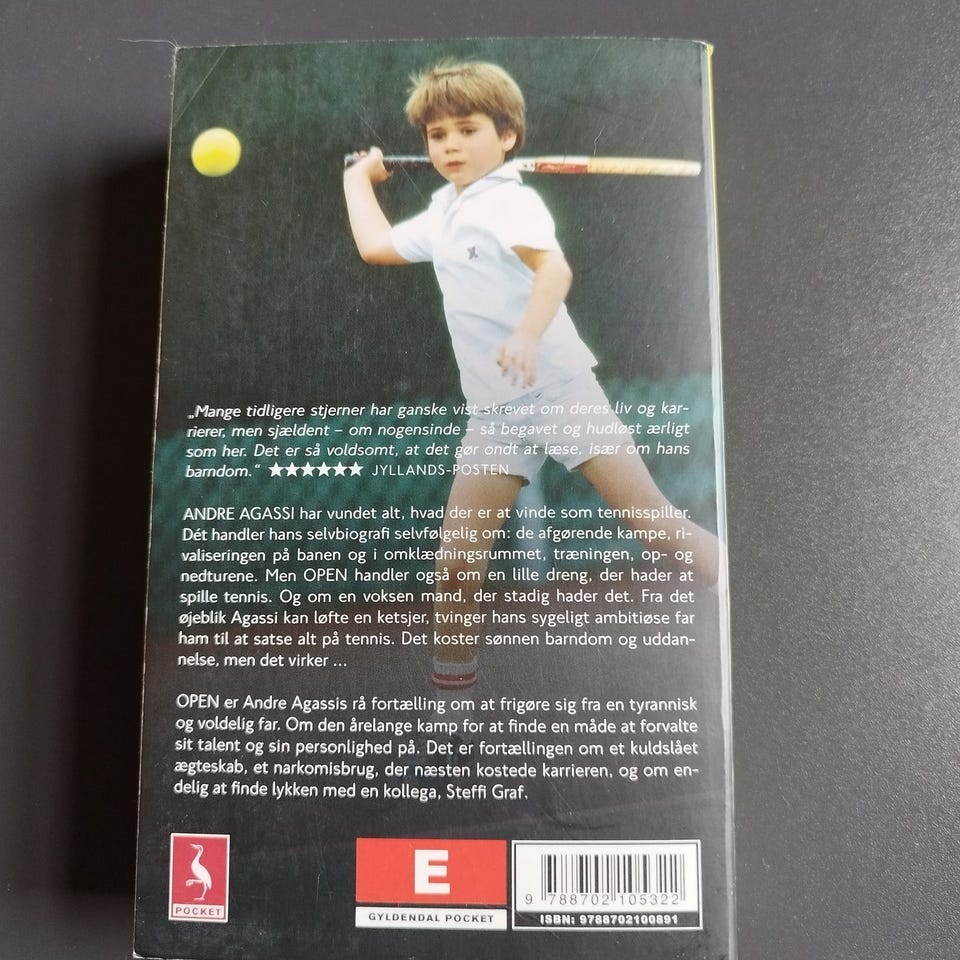 „Mange tidligere stjerner har ganske vist skrevet om deres liv og kar-
rierer, men sjældent – om nogensinde – så begavet og hudløst ærligt
som her. Det er så voldsomt, at det gør ondt at læse, især om hans
barndom.“ ★★★★★★ JYLLANDS-POSTEN
ANDRE AGASSI har vundet alt, hvad der er at vinde som tennisspiller.
Dét handler hans selvbiografi selvfølgelig om: de afgørende kampe, ri-
valiseringen på banen og i omklædningsrummet, træningen, op- og
nedturene. Men OPEN handler også om en lille dreng, der hader at
spille tennis. Og om en voksen mand, der stadig hader det. Fra det
øjeblik Agassi kan løfte en ketsjer, tvinger hans sygeligt ambitiøse far
ham til at satse alt på tennis. Det koster sønnen barndom og uddan-
nelse, men det virker ...
OPEN er Andre Agassis rå fortælling om at frigøre sig fra en tyrannisk
og voldelig far. Om den årelange kamp for at finde en måde at forvalte
sit talent og sin personlighed på. Det er fortællingen om et kuldslået
ægteskab, et narkomisbrug, der næsten kostede karrieren, og om en-
delig at finde lykken med en kollega, Steffi Graf.
POCKET
E
GYLDENDAL POCKET
9 788702 105322
ISBN: 9788702100891